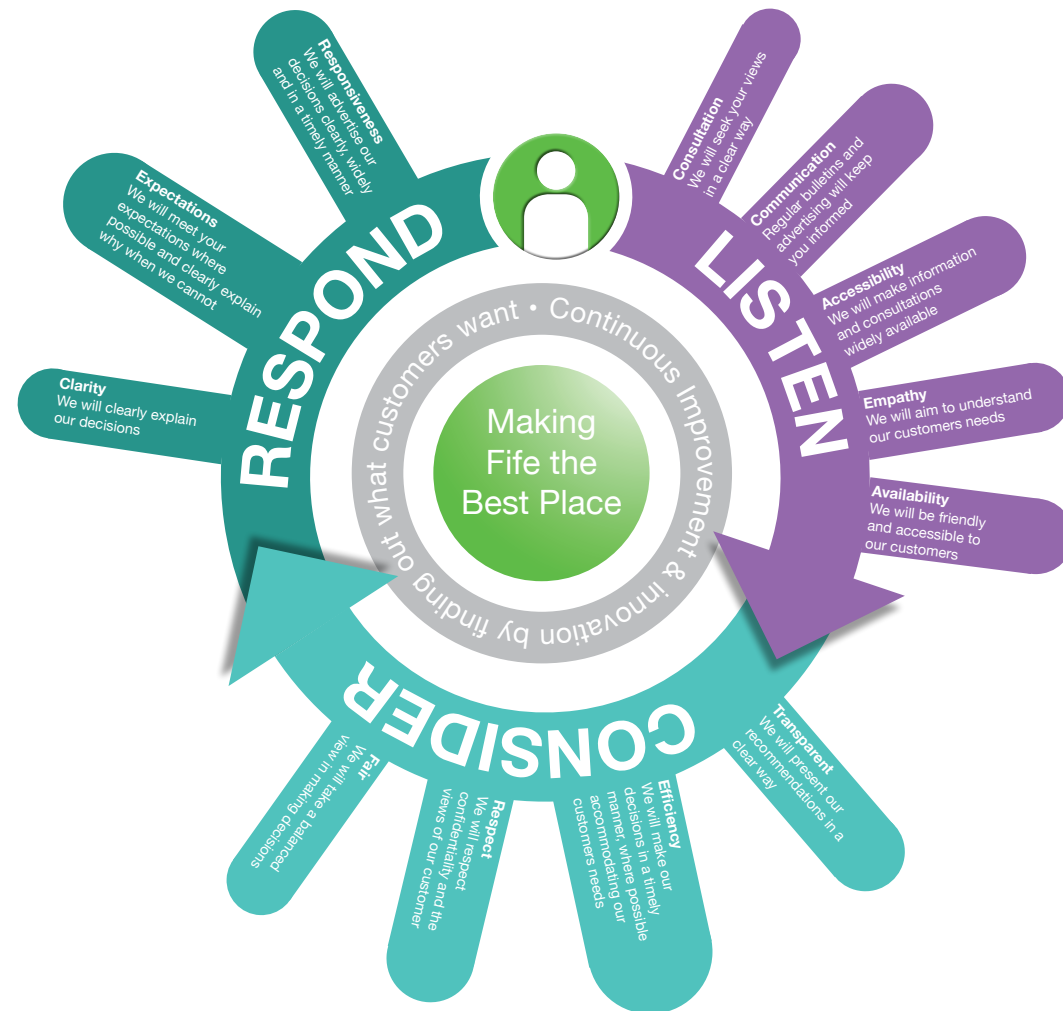 Making
Fife the
Best Place
Continuous Improvement & innovation by finding out what customers want •
LISTEN
Consultation
We will seek your views
in a clear way
Communication
Regular bulletins and
advertising will keep
you informed
Accessibility
We will make information
and consultations
widely available
Empathy
We will aim to understand
our customers needs
Availability
We will be friendly
and accessible to
our customers
CONSIDER
Transparent
We will present our
recommendations in a
clear way
Efficiency
We will make our
decisions in a timely
manner, where possible
accommodating our
customers needs
Respect
We will respect
confidentiality and the
views of our customer
Fair
We will take a balanced
view in making decisions
RESPOND
Clarity
We will clearly explain
our decisions
Expectations
We will meet your
expectations where
possible and clearly explain
why when we cannot
Responsiveness
We will advertise our
decisions clearly, widely
and in a timely manner